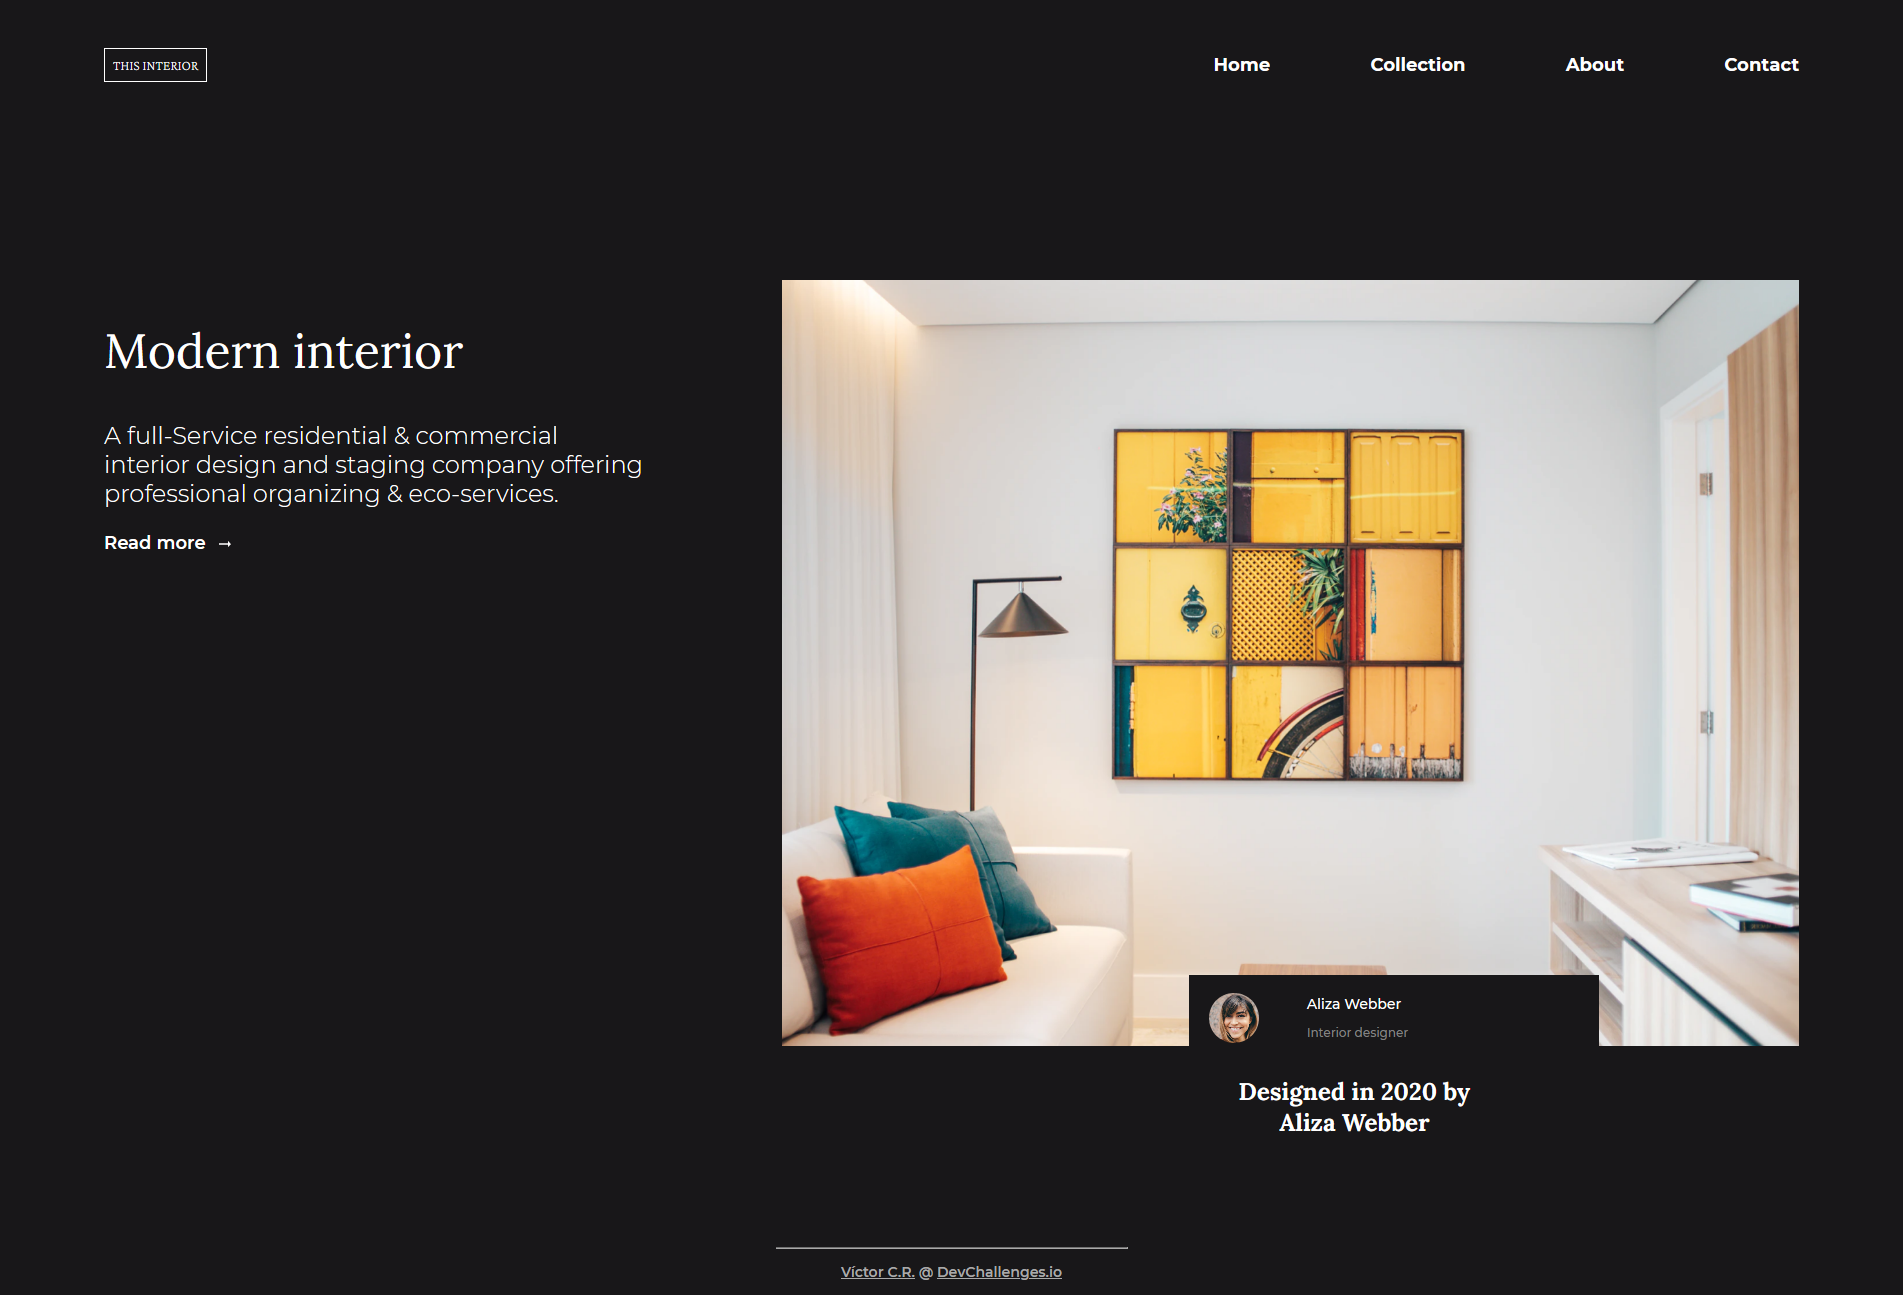 THIS INTERIOR
Home
Collection
About
Contact
Modern interior
A full-Service residential & commercial
interior design and staging company offering
professional organizing & eco-services.
Read more →
Aliza Webber
Interior designer
Designed in 2020 by
Aliza Webber
Víctor C.R. @ DevChallenges.io